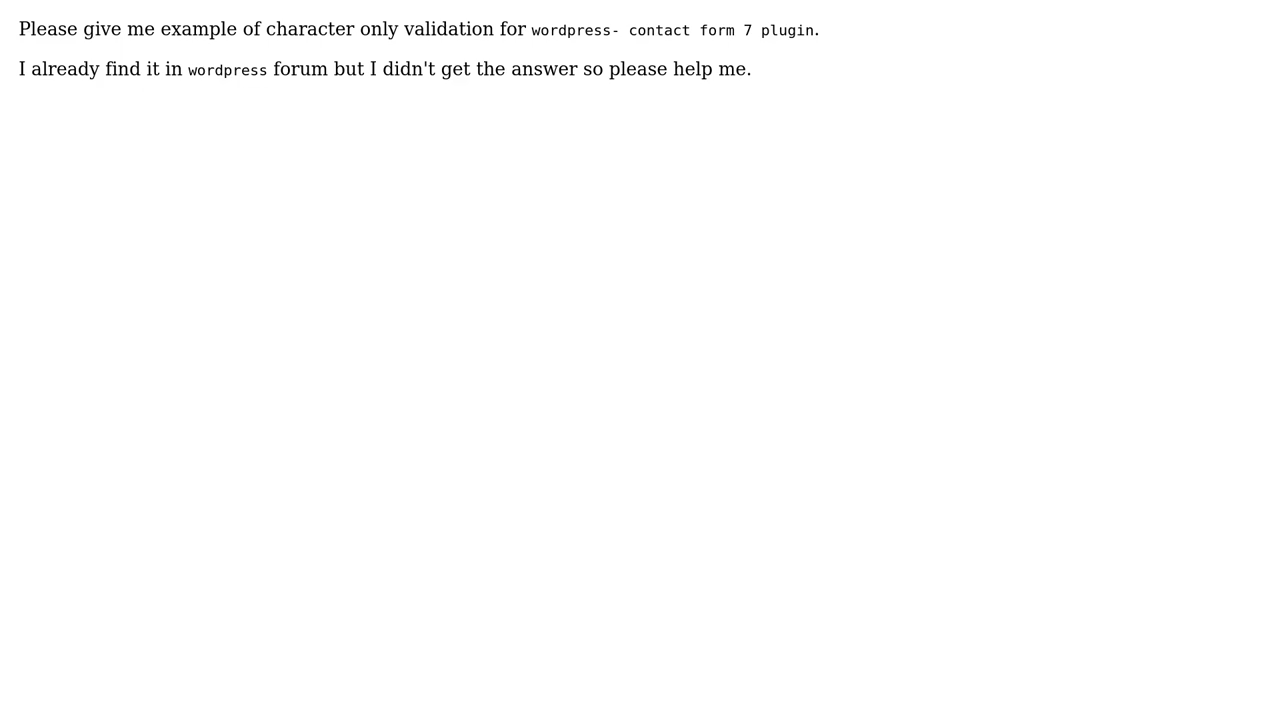 Please give me example of character only validation for wordpress- contact form 7 plugin.
I already find it in wordpress forum but I didn't get the answer so please help me.